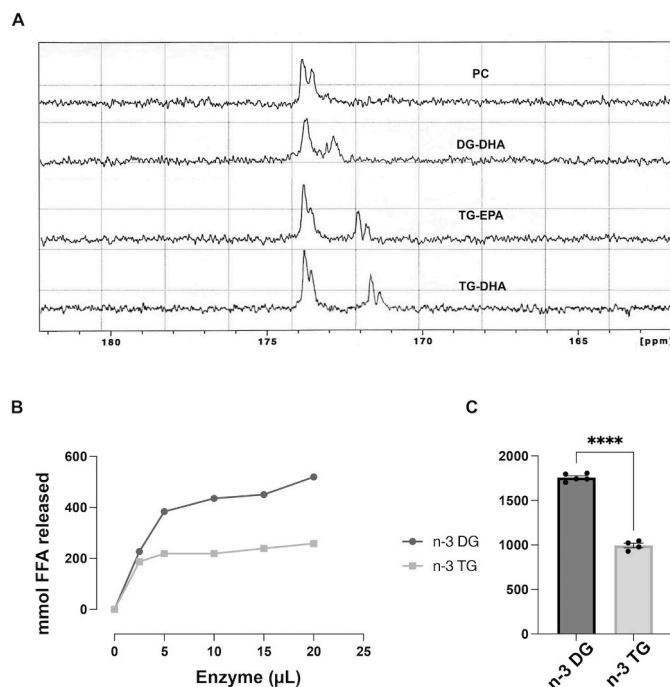 A
PC
DG-DHA
TG-EPA
TG-DHA
180 175 170 165 [ppm]
B
mmol FFA released
600
400
200
0
0 5 10 15 20 25
Enzyme (µL)
n-3 DG
n-3 TG
C
****
2000
1500
1000
500
0
n-3 DG
n-3 TG